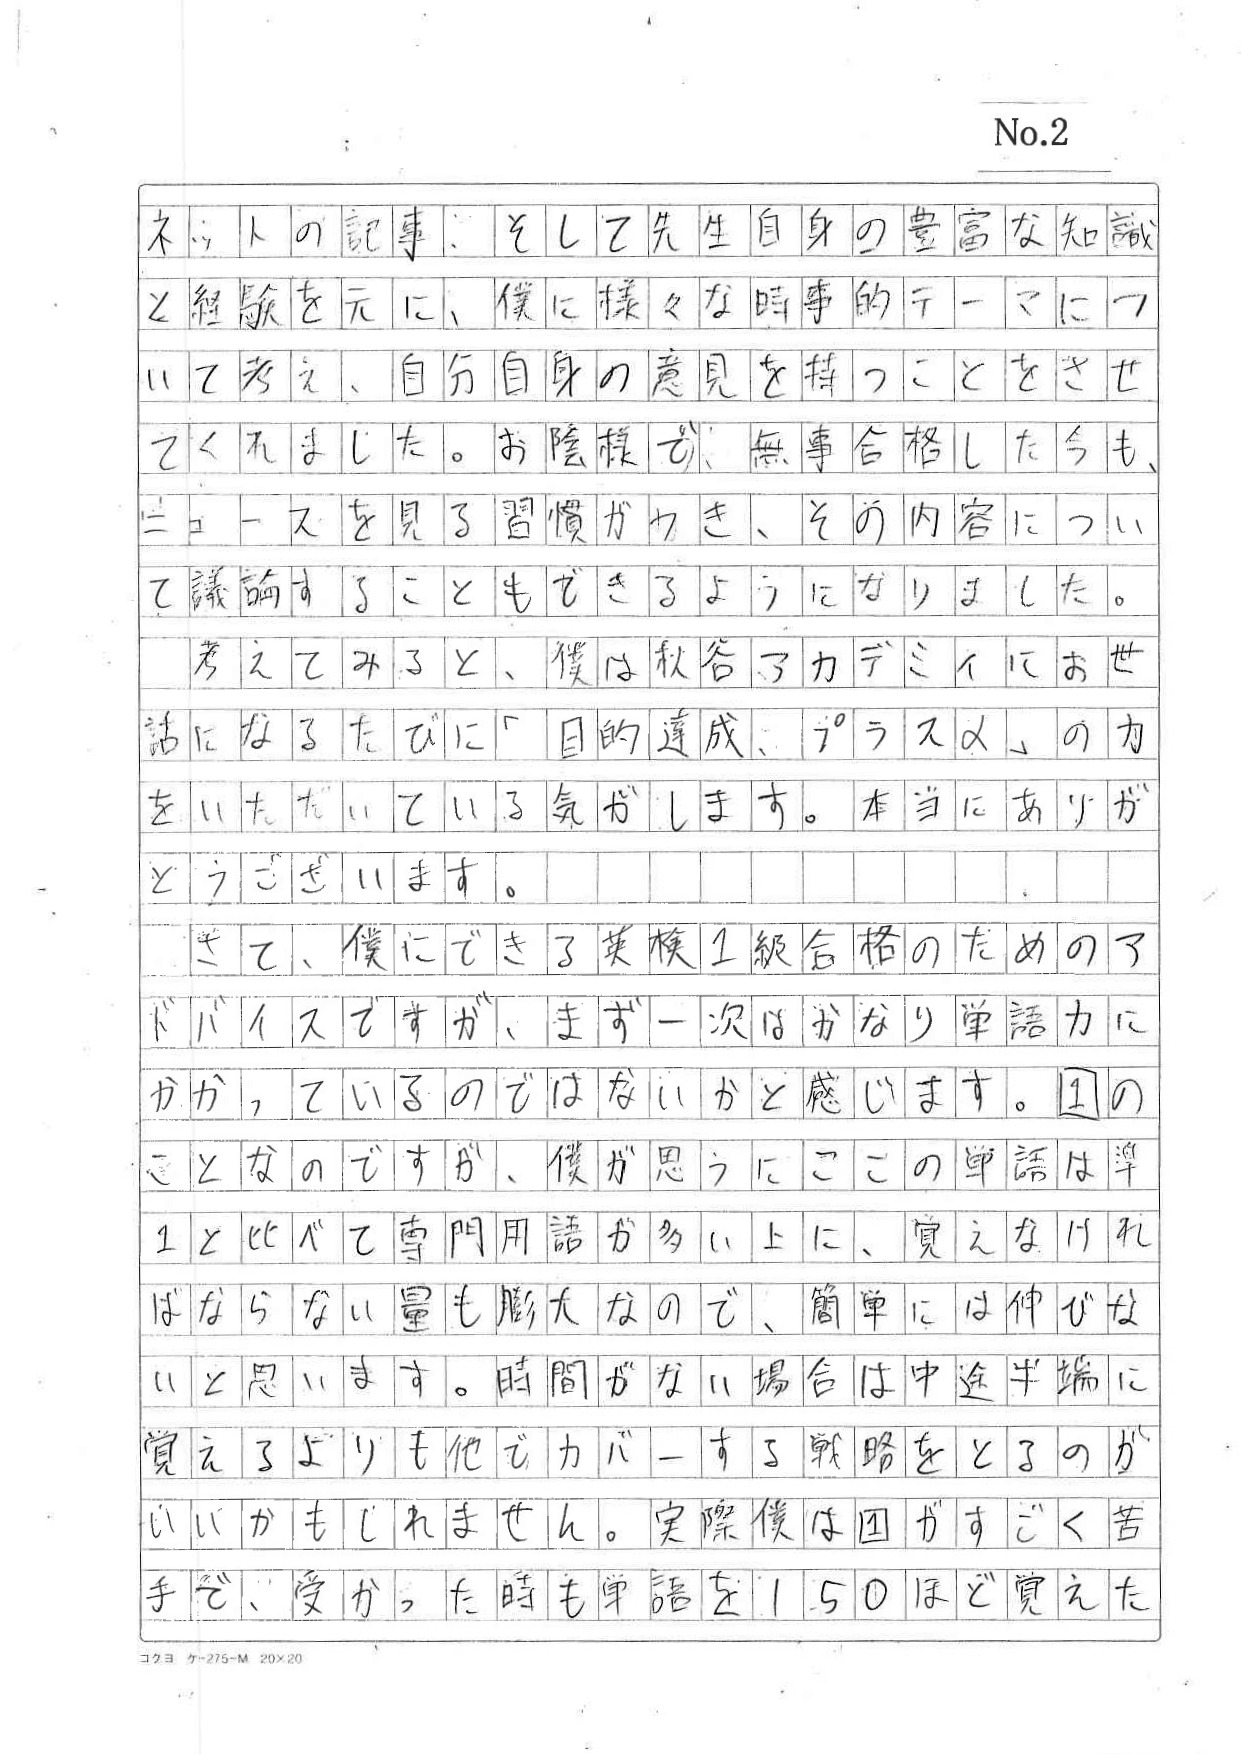 No.2
ネットの記事、そして先生自身の豊富な知識
と経験を元に、僕に様々な時事的テーマにつ
いて考え、自分自身の意見を持つことをさせ
てくれました。お陰様で、無事合格した今も、
ニュースを見る習慣がつき、その内容につい
て議論することもできるようになりました。
考えてみると、僕は秋谷アカデミイにお世
話になるたびに「目的達成、プラスα」の力
をいただいている気がします。本当にありが
とうございます。
さて、僕にできる英検1級合格のためのア
ドバイスですが、まず一次はかなり単語力に
かかっているのではないかと感じます。1の
ことなのですが、僕が思うにここの単語は準
1と比べて専門用語が多い上に、覚えなけれ
ばならない量も膨大なので、簡単には伸びな
いと思います。時間がない場合は中途半端に
覚えるよりも他でカバーする戦略をとるのが
いいかもしれません。実際僕は1がすごく苦
手で、受かった時も単語を150ほど覚えた
コクヨ ケ-275-M 20×20